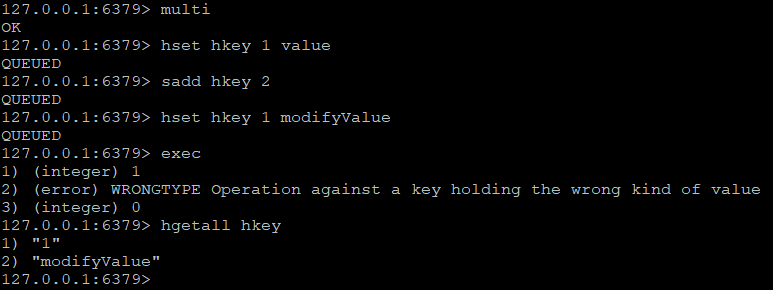 127.0.0.1:6379> multi
OK
127.0.0.1:6379> hset hkey 1 value
QUEUED
127.0.0.1:6379> sadd hkey 2
QUEUED
127.0.0.1:6379> hset hkey 1 modifyValue
QUEUED
127.0.0.1:6379> exec
1) (integer) 1
2) (error) WRONGTYPE Operation against a key holding the wrong kind of value
3) (integer) 0
127.0.0.1:6379> hgetall hkey
1) "1"
2) "modifyValue"
127.0.0.1:6379>